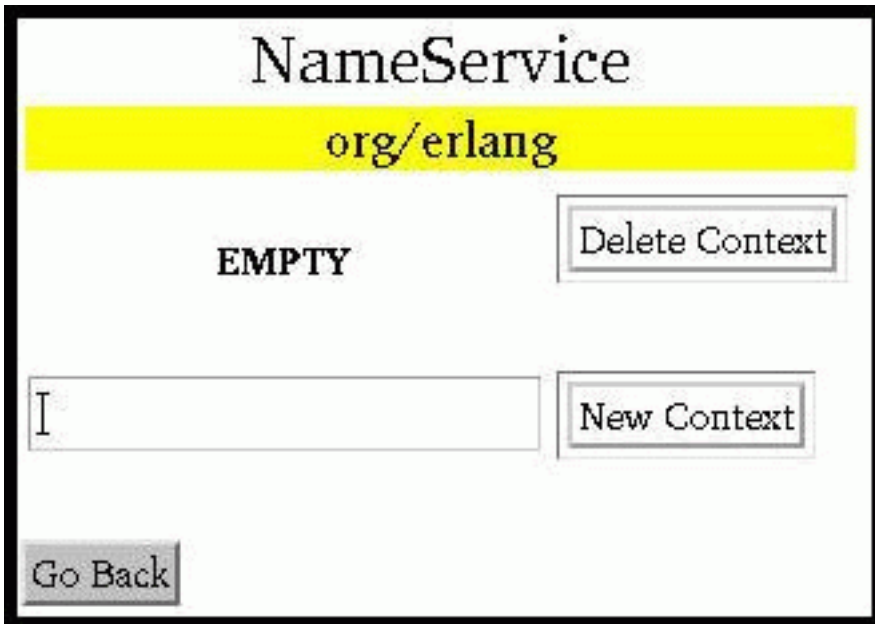 NameService
org/erlang
EMPTY
Delete Context
New Context
Go Back